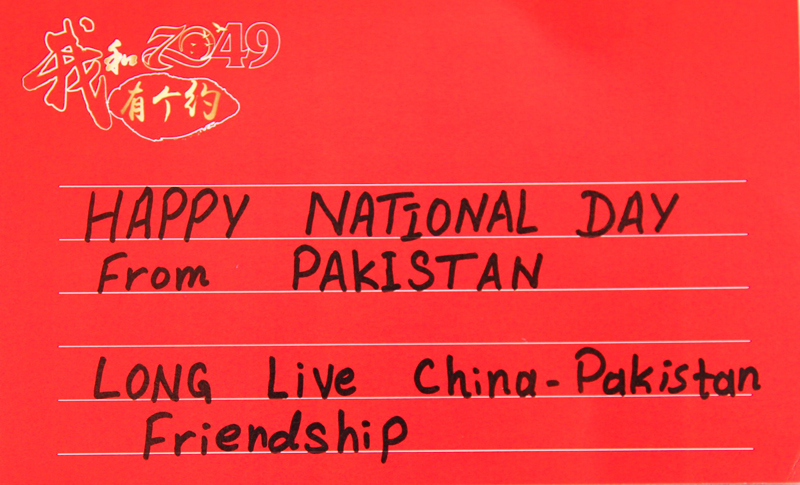 我和2049
有个约
HAPPY NATIONAL DAY
From PAKISTAN
LONG Live China-Pakistan
Friendship